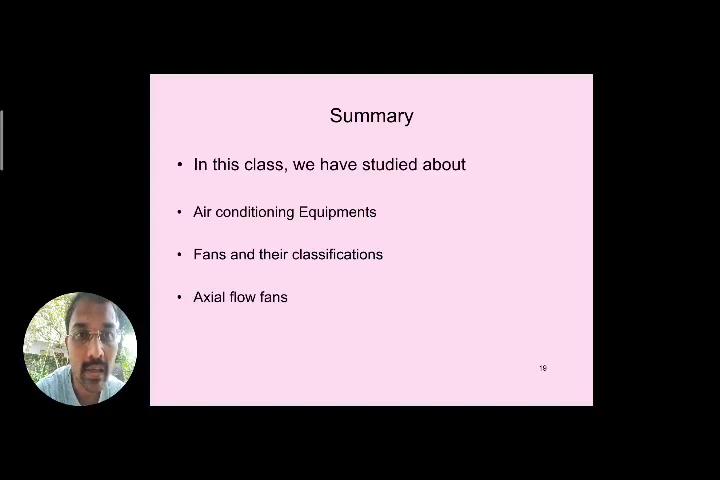 Summary
• In this class, we have studied about
• Air conditioning Equipments
• Fans and their classifications
• Axial flow fans
19